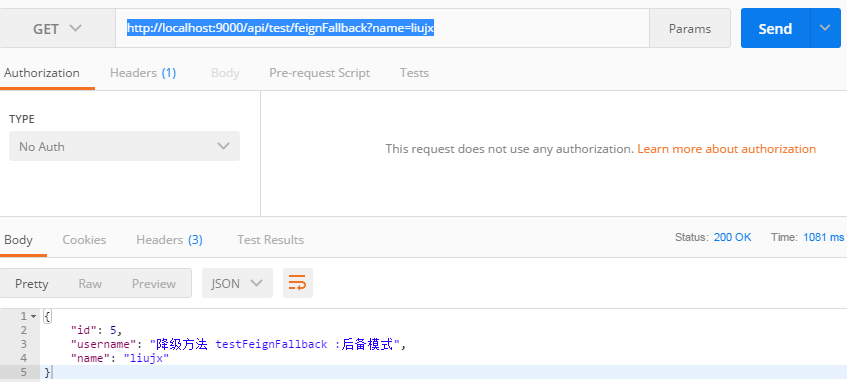 GET http://localhost:9000/api/test/feignFallback?name=liujx Params Send
Authorization Headers (1) Body Pre-request Script Tests
TYPE
No Auth
This request does not use any authorization. Learn more about authorization
Body Cookies Headers (3) Test Results Status: 200 OK Time: 1081 ms
Pretty Raw Preview JSON
1 {
2 "id": 5,
3 "username": "降级方法 testFeignFallback :后备模式",
4 "name": "liujx"
5 }